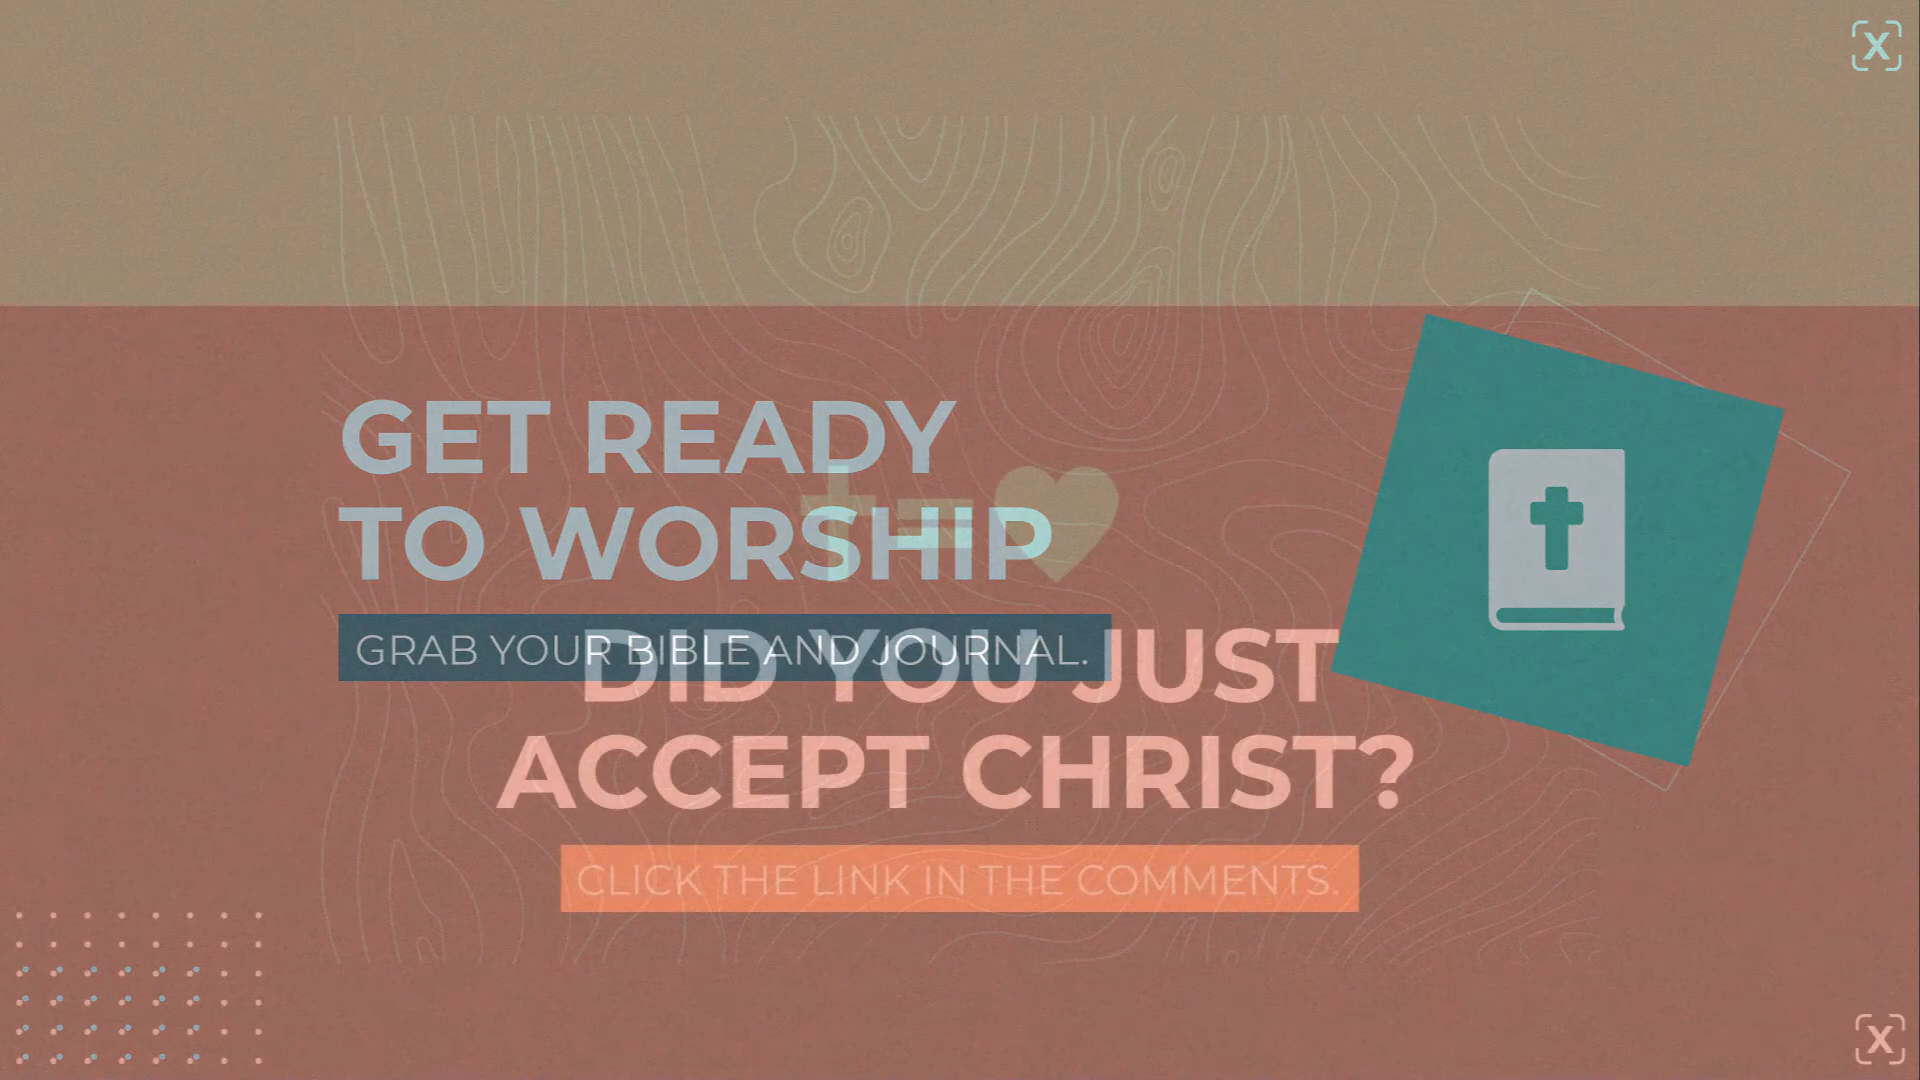 X
GET READY
TO WORSHIP
GRAB YOUR BIBLE AND JOURNAL.
DID YOU JUST
ACCEPT CHRIST?
CLICK THE LINK IN THE COMMENTS.
X